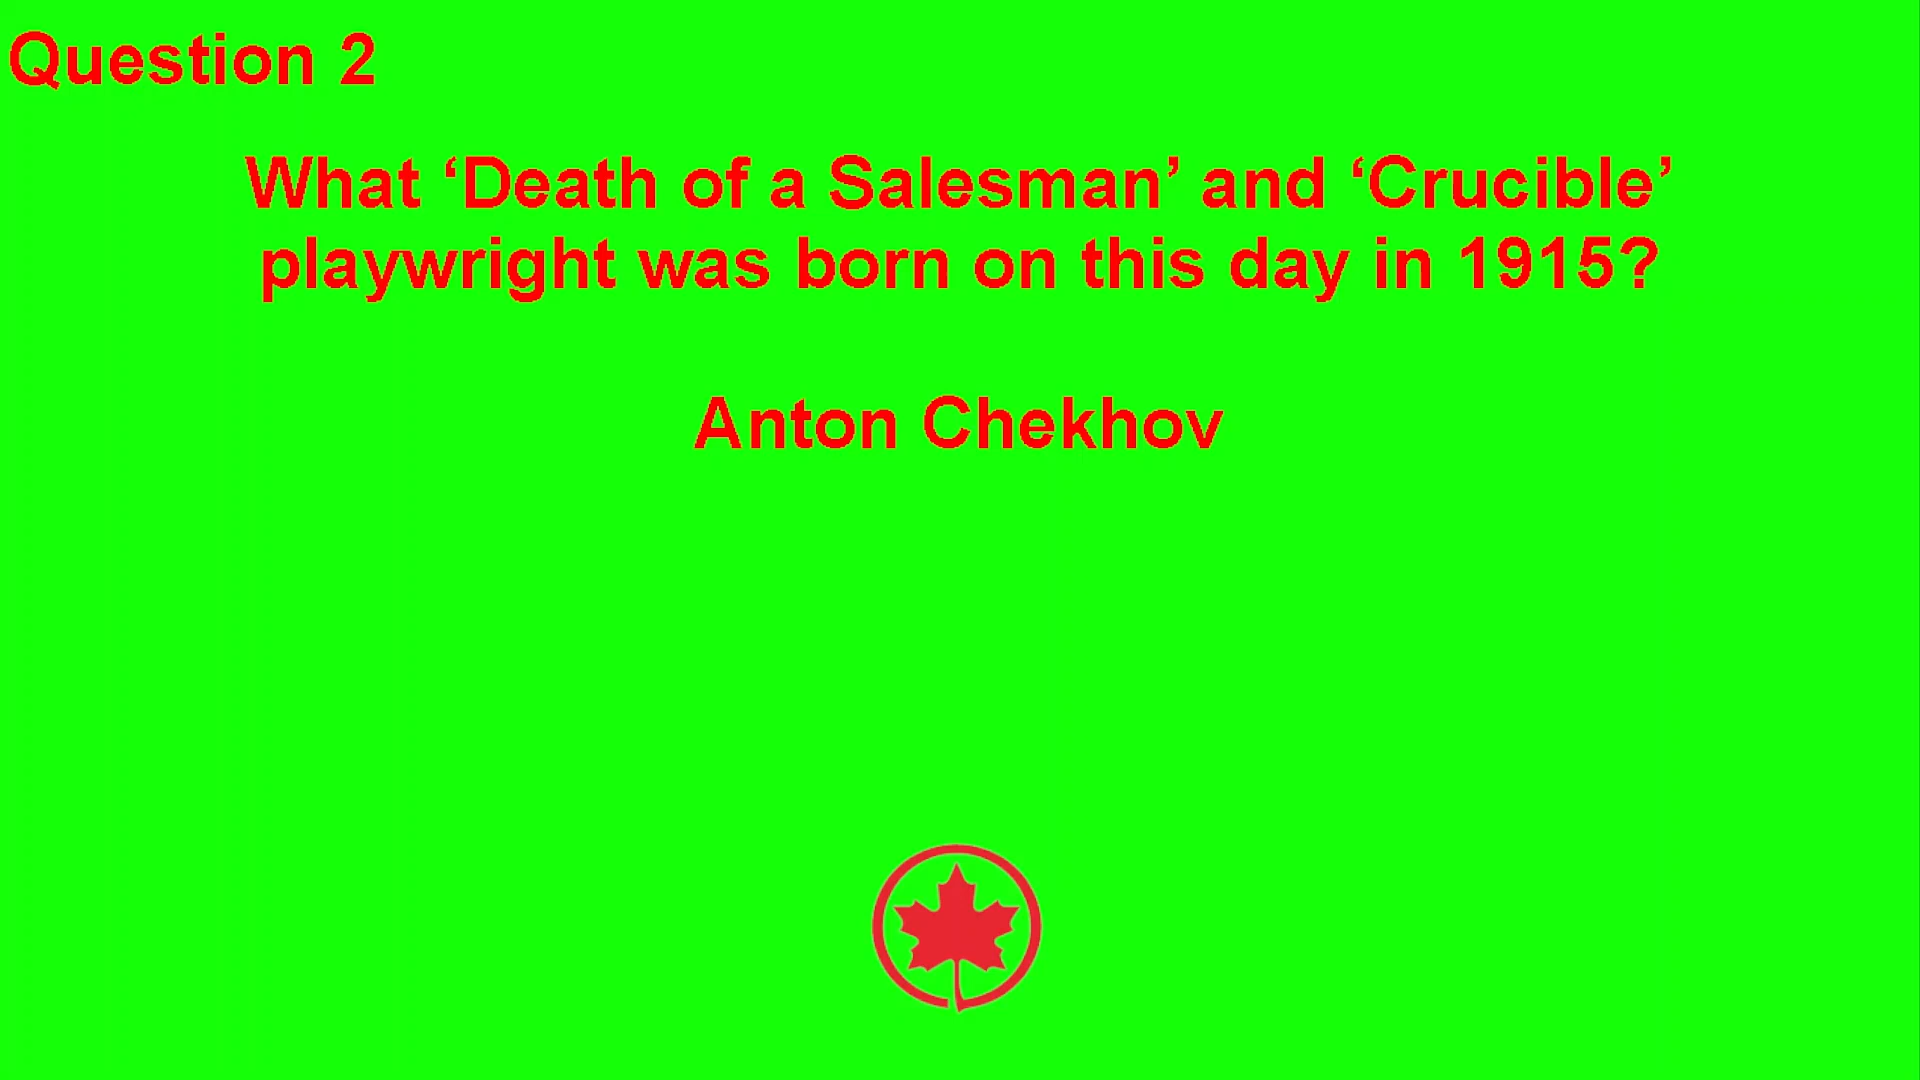 Question 2
What ‘Death of a Salesman’ and ‘Crucible’
playwright was born on this day in 1915?
Anton Chekhov